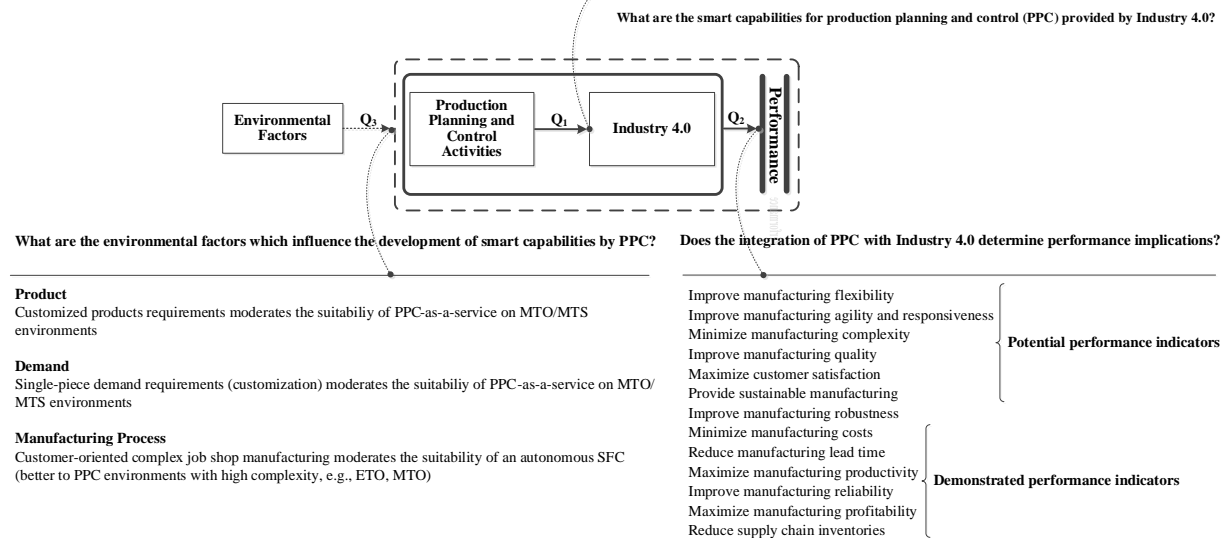 What are the smart capabilities for production planning and control (PPC) provided by Industry 4.0?
Environmental
Factors
Q3
Production
Planning and
Control
Activities
Q1
Industry 4.0
Q2
Performance
What are the environmental factors which influence the development of smart capabilities by PPC?
Product
Customized products requirements moderates the suitabiliy of PPC-as-a-service on MTO/MTS
environments
Demand
Single-piece demand requirements (customization) moderates the suitabiliy of PPC-as-a-service on MTO/
MTS environments
Manufacturing Process
Customer-oriented complex job shop manufacturing moderates the suitability of an autonomous SFC
(better to PPC environments with high complexity, e.g., ETO, MTO)
Does the integration of PPC with Industry 4.0 determine performance implications?
Improve manufacturing flexibility
Improve manufacturing agility and responsiveness
Minimize manufacturing complexity
Improve manufacturing quality
Maximize customer satisfaction
Provide sustainable manufacturing
Improve manufacturing robustness
Potential performance indicators
Minimize manufacturing costs
Reduce manufacturing lead time
Maximize manufacturing productivity
Improve manufacturing reliability
Maximize manufacturing profitability
Reduce supply chain inventories
Demonstrated performance indicators